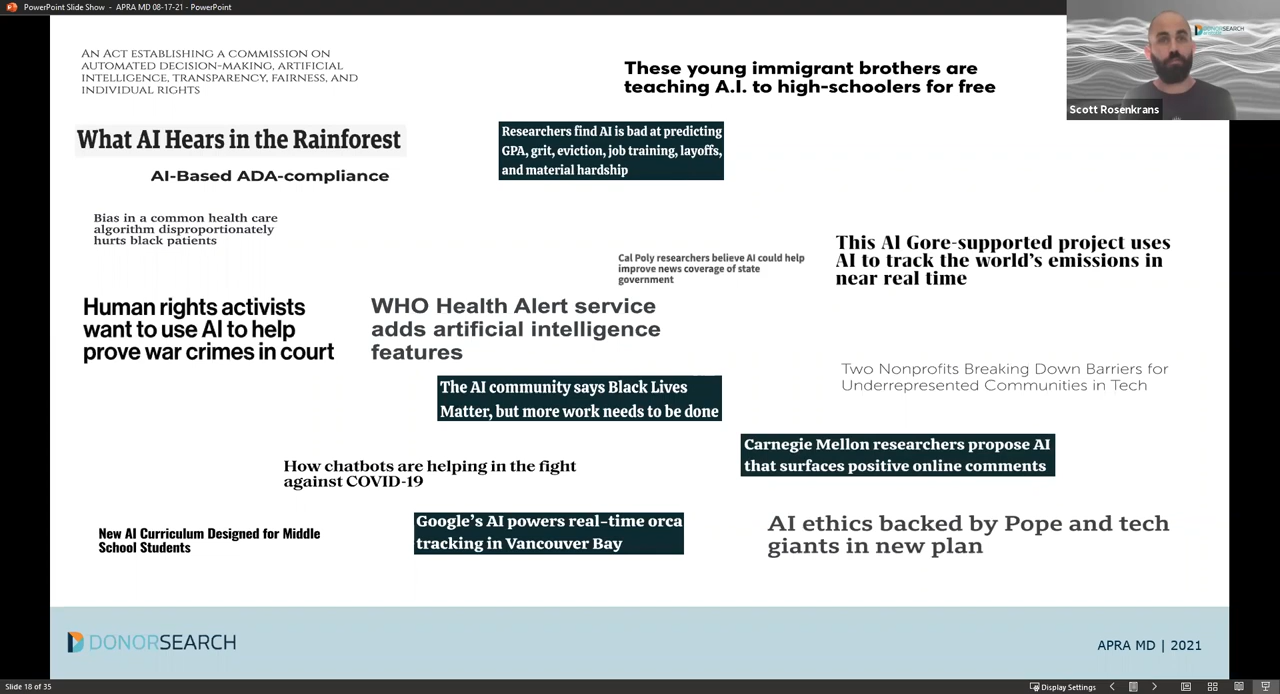 PowerPoint Slide Show - APRA MD 08-17-21 - PowerPoint
DONORSEARCH
Scott Rosenkrans
AN ACT ESTABLISHING A COMMISSION ON
AUTOMATED DECISION-MAKING, ARTIFICIAL
INTELLIGENCE, TRANSPARENCY, FAIRNESS, AND
INDIVIDUAL RIGHTS
These young immigrant brothers are
teaching A.I. to high-schoolers for free
What AI Hears in the Rainforest
Researchers find AI is bad at predicting
GPA, grit, eviction, job training, layoffs,
and material hardship
AI-Based ADA-compliance
Bias in a common health care
algorithm disproportionately
hurts black patients
Cal Poly researchers believe AI could help
improve news coverage of state
government
This Al Gore-supported project uses
AI to track the world's emissions in
near real time
Human rights activists
want to use AI to help
prove war crimes in court
WHO Health Alert service
adds artificial intelligence
features
Two Nonprofits Breaking Down Barriers for
Underrepresented Communities in Tech
The AI community says Black Lives
Matter, but more work needs to be done
Carnegie Mellon researchers propose AI
that surfaces positive online comments
How chatbots are helping in the fight
against COVID-19
New AI Curriculum Designed for Middle
School Students
Google's AI powers real-time orca
tracking in Vancouver Bay
AI ethics backed by Pope and tech
giants in new plan
DONORSEARCH
APRA MD | 2021
Slide 18 of 35
Display Settings